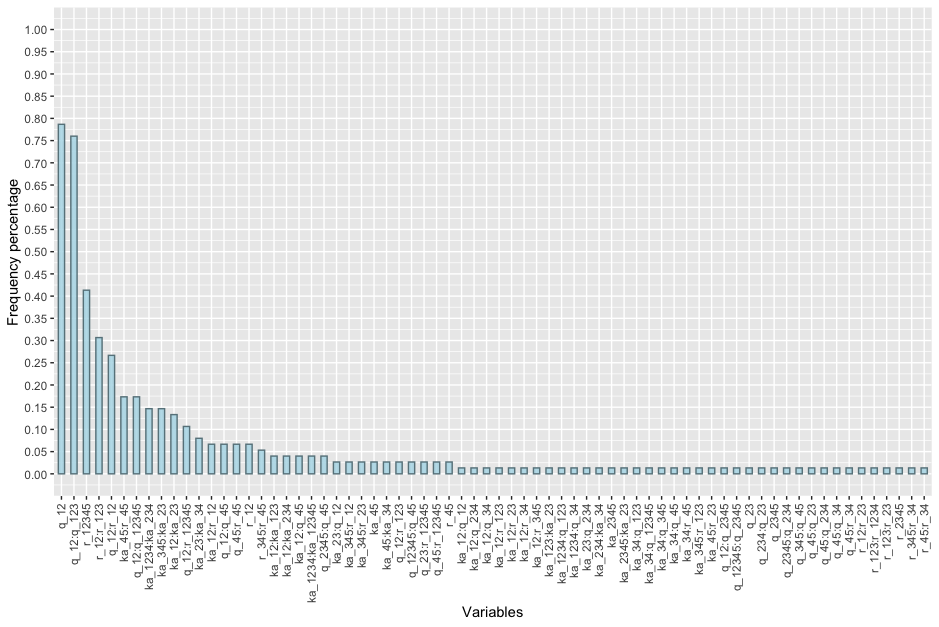 1.00
0.95
0.90
0.85
0.80
0.75
0.70
0.65
0.60
0.55
0.50
0.45
0.40
0.35
0.30
0.25
0.20
0.15
0.10
0.05
0.00
Frequency percentage
q_12
q_12:q_123
r_12345
r_12:r_123
q_12:r_12
ka_45:r_45
q_12:q_12345
ka_1234:ka_234
ka_345:ka_23
ka_12:ka_23
q_12:r_12345
ka_23:ka_34
ka_12:r_12
q_12:q_45
q_45:r_45
r_12
r_345:r_45
ka_12:ka_123
ka_12:ka_234
ka_12:q_45
ka_1234:ka_12345
q_2345:q_45
ka_23:q_12
ka_345:r_12
ka_345:r_23
ka_45
ka_45:ka_34
q_12:r_123
q_12345:q_45
q_23:r_12345
q_45:r_12345
r_45
ka_12:q_12
ka_12:q_234
ka_12:q_34
ka_12:r_123
ka_12:r_23
ka_12:r_34
ka_12:r_345
ka_123:ka_23
ka_1234:q_123
ka_1234:q_34
ka_23:q_234
ka_234:ka_34
ka_2345
ka_2345:ka_23
ka_34:q_123
ka_34:q_12345
ka_34:q_345
ka_34:q_45
ka_34:r_45
ka_345:r_123
ka_45:r_23
q_12:q_2345
q_12345:q_2345
q_23
q_234:q_23
q_2345
q_2345:q_234
q_345:q_45
q_45:q_123
q_45:q_234
q_45:q_34
q_45:r_34
r_12:r_23
r_123:r_1234
r_123:r_23
r_2345
r_345:r_34
r_45:r_34
Variables